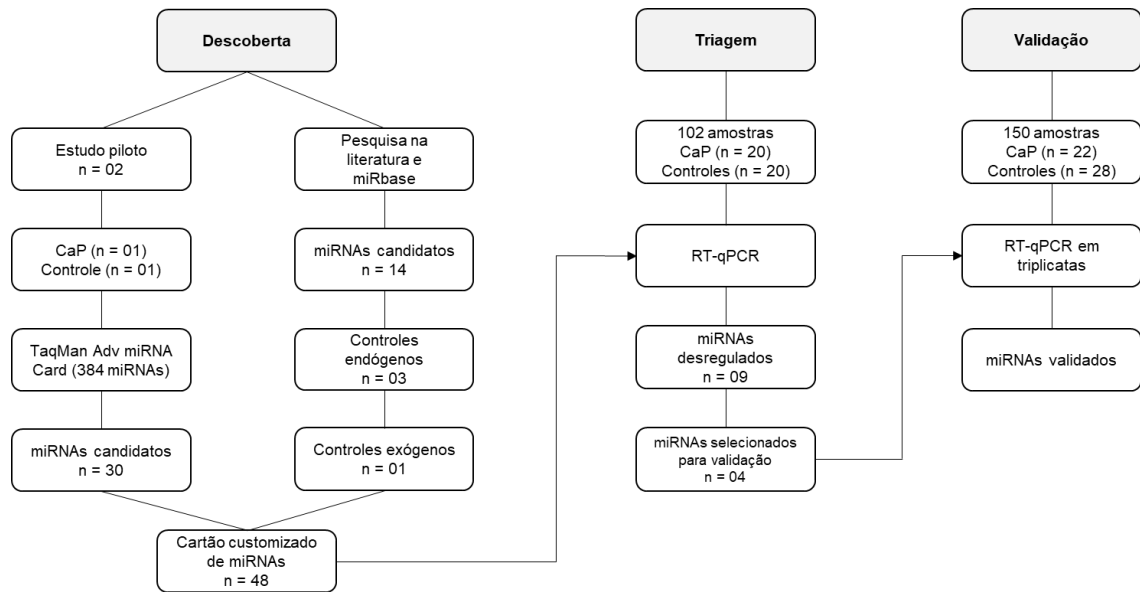 Descoberta
Estudo piloto
n = 02
CaP (n = 01)
Controle (n = 01)
TaqMan Adv miRNA
Card (384 miRNAs)
miRNAs candidatos
n = 30
Pesquisa na
literatura e
miRbase
miRNAs candidatos
n = 14
Controles
endógenos
n = 03
Controles exógenos
n = 01
Cartão customizado
de miRNAs
n = 48
Triagem
102 amostras
CaP (n = 20)
Controles (n = 20)
RT-qPCR
miRNAs
desregulados
n = 09
miRNAs selecionados
para validação
n = 04
Validação
150 amostras
CaP (n = 22)
Controles (n = 28)
RT-qPCR em
triplicatas
miRNAs validados